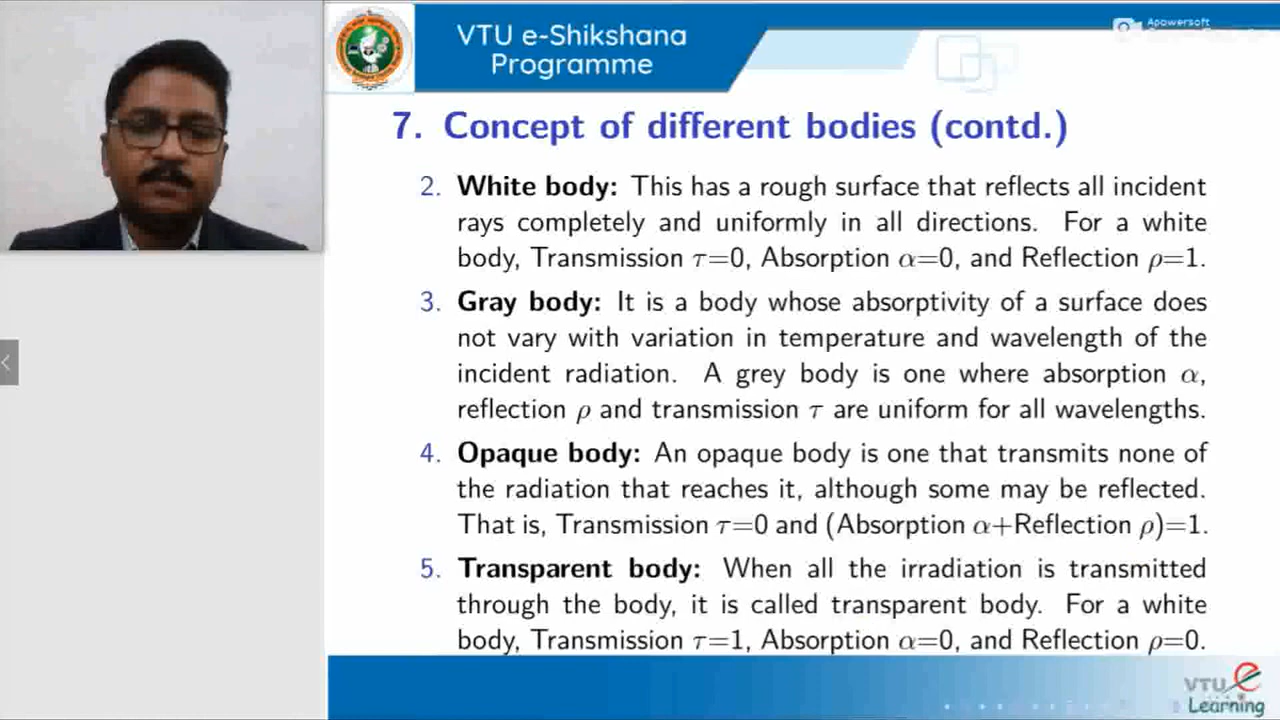 VTU e-Shikshana
Programme
Apowersoft
7. Concept of different bodies (contd.)
2. White body: This has a rough surface that reflects all incident
rays completely and uniformly in all directions. For a white
body, Transmission τ=0, Absorption α=0, and Reflection ρ=1.
3. Gray body: It is a body whose absorptivity of a surface does
not vary with variation in temperature and wavelength of the
incident radiation. A grey body is one where absorption α,
reflection ρ and transmission τ are uniform for all wavelengths.
4. Opaque body: An opaque body is one that transmits none of
the radiation that reaches it, although some may be reflected.
That is, Transmission τ=0 and (Absorption α+Reflection ρ)=1.
5. Transparent body: When all the irradiation is transmitted
through the body, it is called transparent body. For a white
body, Transmission τ=1, Absorption α=0, and Reflection ρ=0.
VTU e
Learning